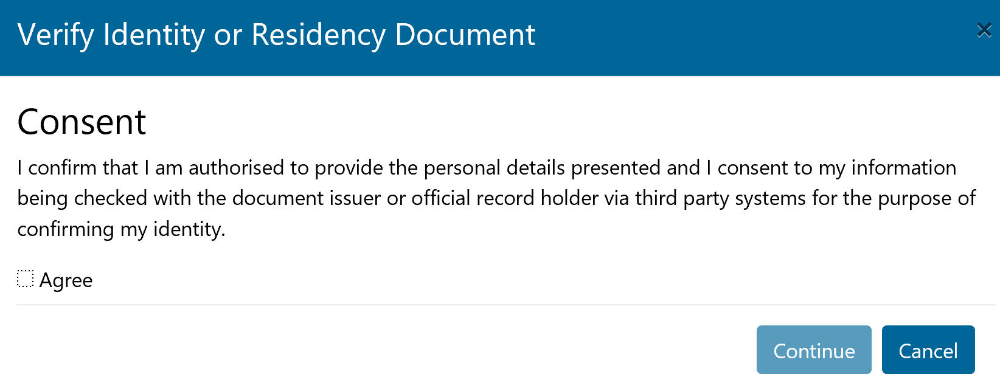 Verify Identity or Residency Document
Consent
I confirm that I am authorised to provide the personal details presented and I consent to my information
being checked with the document issuer or official record holder via third party systems for the purpose of
confirming my identity.
Agree
Continue Cancel